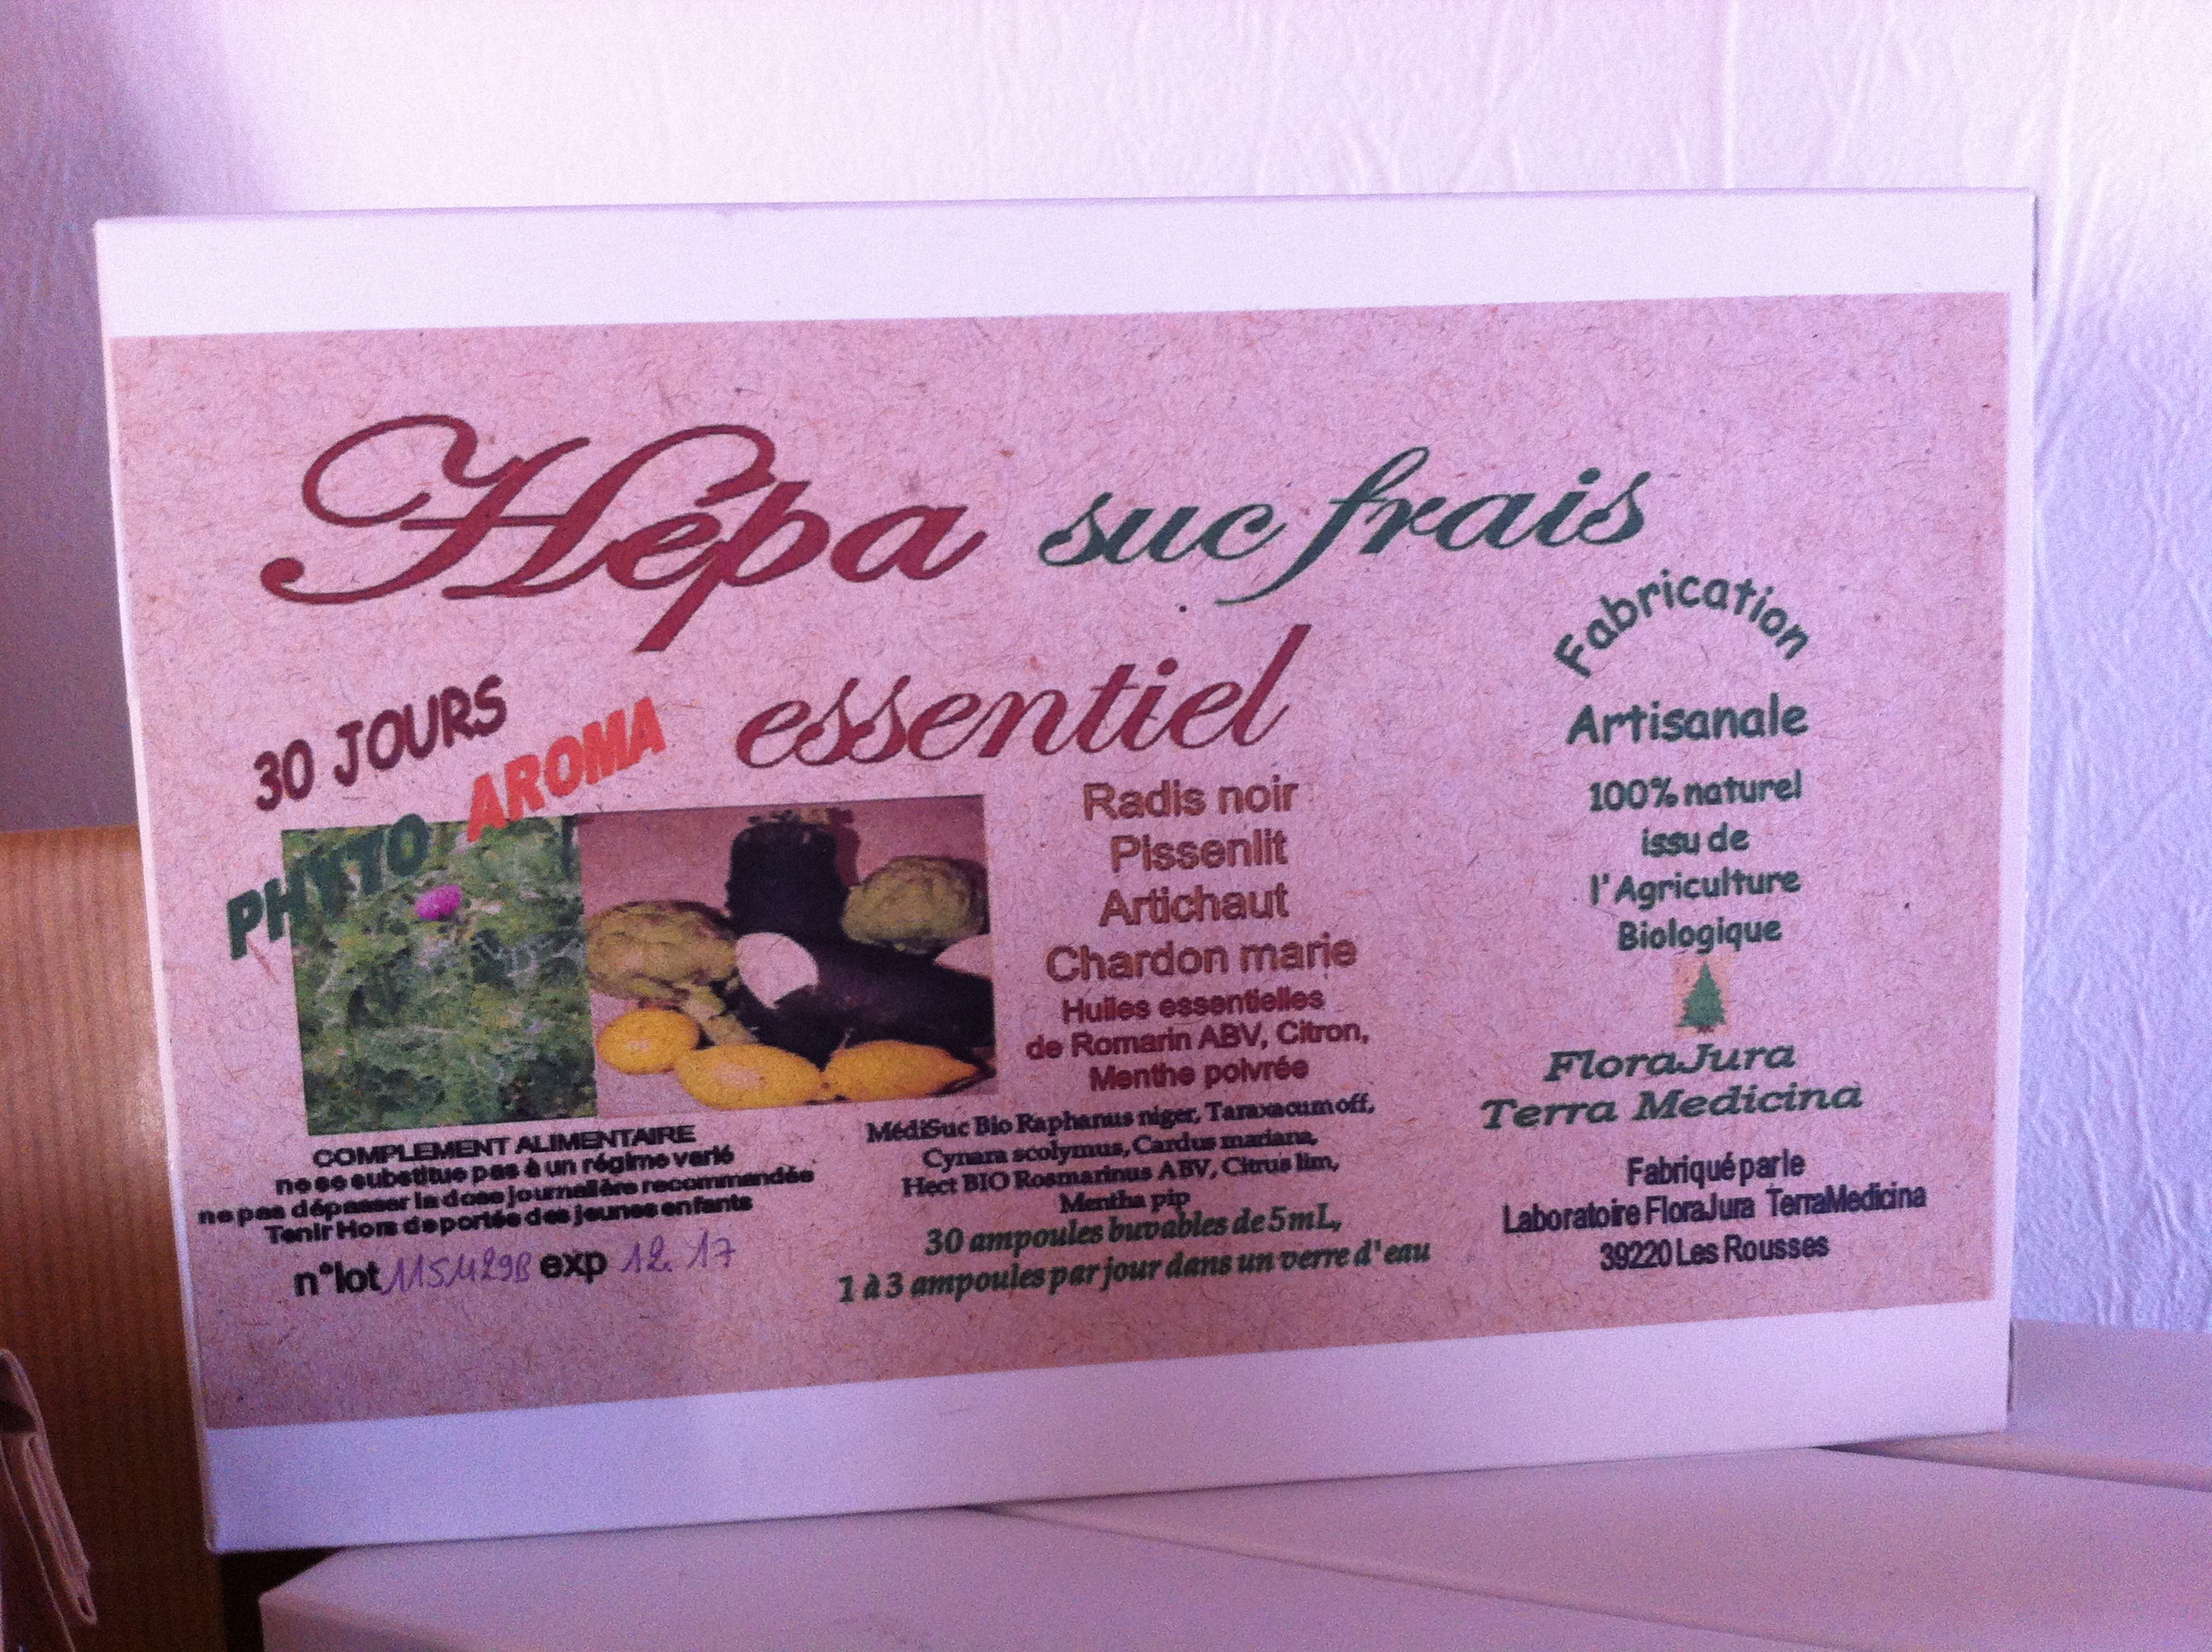 Hépa suc frais
essentiel
30 JOURS
PHYTO AROMA
Radis noir
Pissenlit
Artichaut
Chardon marie
Huiles essentielles
de Romarin ABV, Citron,
Menthe poivrée
MédiSuc Bio Raphanus niger, Taraxacum off,
Cynara scolymus, Cardus mariana,
Hect BIO Rosmarinus ABV, Citrus lim,
Mentha pip
30 ampoules buvables de 5mL,
1 à 3 ampoules par jour dans un verre d'eau
COMPLEMENT ALIMENTAIRE
ne se substitue pas à un régime varié
ne pas dépasser la dose journalière recommandée
Tenir Hors de portée des jeunes enfants
n°lot exp 12.17
Fabrication
Artisanale
100% naturel
issu de
l'Agriculture
Biologique
FloraJura
Terra Medicina
Fabriqué par le
Laboratoire FloraJura TerraMedicina
39220 Les Rousses